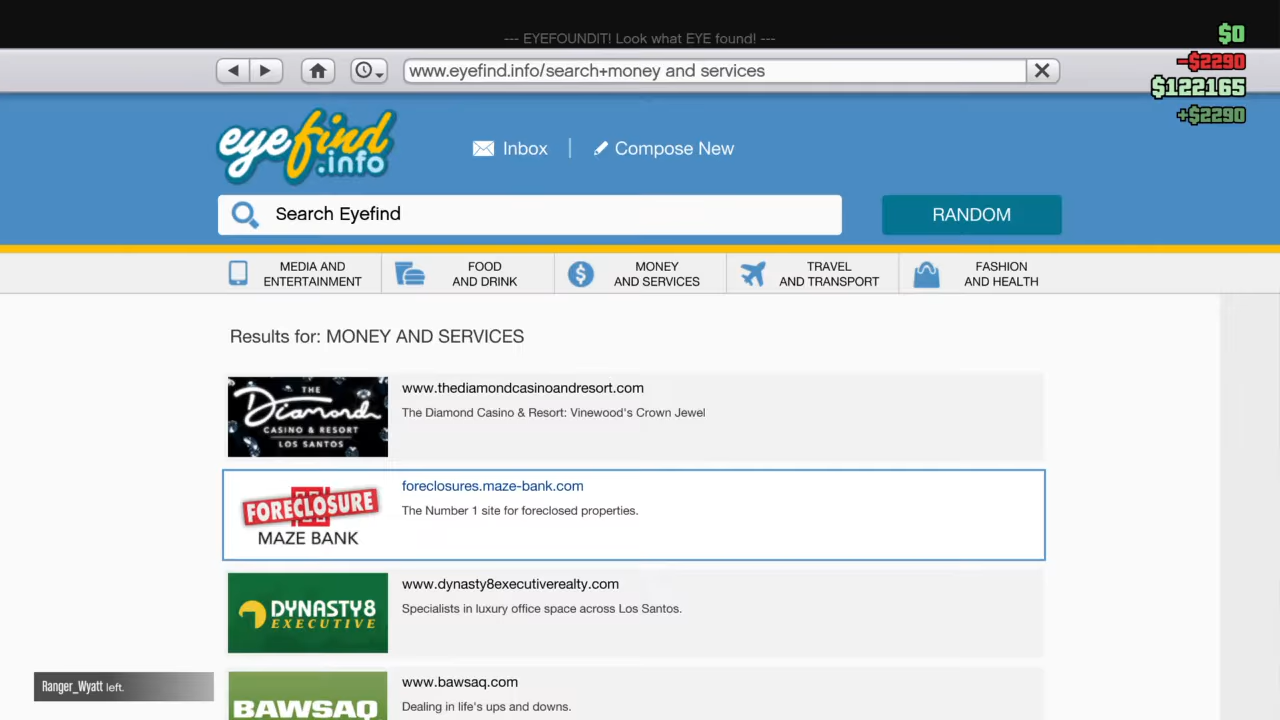 --- EYEFOUNDIT! Look what EYE found! ---
$0
-$2290
$122165
+$2290
www.eyefind.info/search+money and services
eyefind
.info
Inbox
Compose New
Search Eyefind
RANDOM
MEDIA AND
ENTERTAINMENT
FOOD
AND DRINK
MONEY
AND SERVICES
TRAVEL
AND TRANSPORT
FASHION
AND HEALTH
Results for: MONEY AND SERVICES
THE
Diamond
CASINO & RESORT
LOS SANTOS
www.thediamondcasinoandresort.com
The Diamond Casino & Resort: Vinewood's Crown Jewel
FORECLOSURE
MAZE BANK
foreclosures.maze-bank.com
The Number 1 site for foreclosed properties.
DYNASTY8
EXECUTIVE
www.dynasty8executiverealty.com
Specialists in luxury office space across Los Santos.
BAWSAQ
www.bawsaq.com
Dealing in life's ups and downs.
Ranger_Wyatt left.